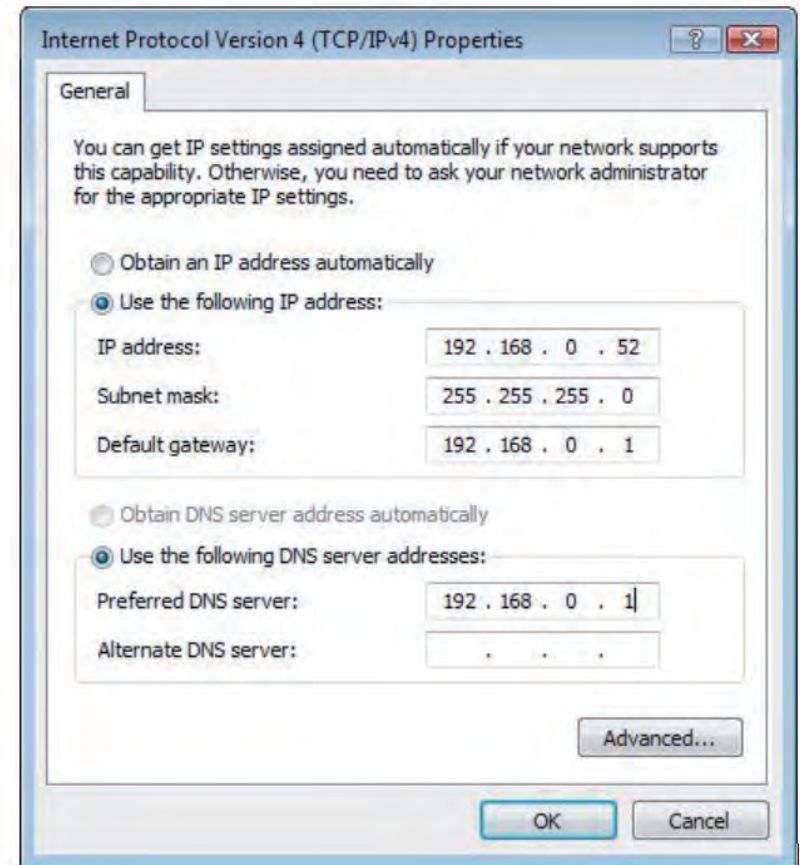 Internet Protocol Version 4 (TCP/IPv4) Properties
?
General
You can get IP settings assigned automatically if your network supports
this capability. Otherwise, you need to ask your network administrator
for the appropriate IP settings.
Obtain an IP address automatically
Use the following IP address:
IP address: 192 . 168 . 0 . 52
Subnet mask: 255 . 255 . 255 . 0
Default gateway: 192 . 168 . 0 . 1
Obtain DNS server address automatically
Use the following DNS server addresses:
Preferred DNS server: 192 . 168 . 0 . 1
Alternate DNS server: . . .
Advanced...
OK Cancel